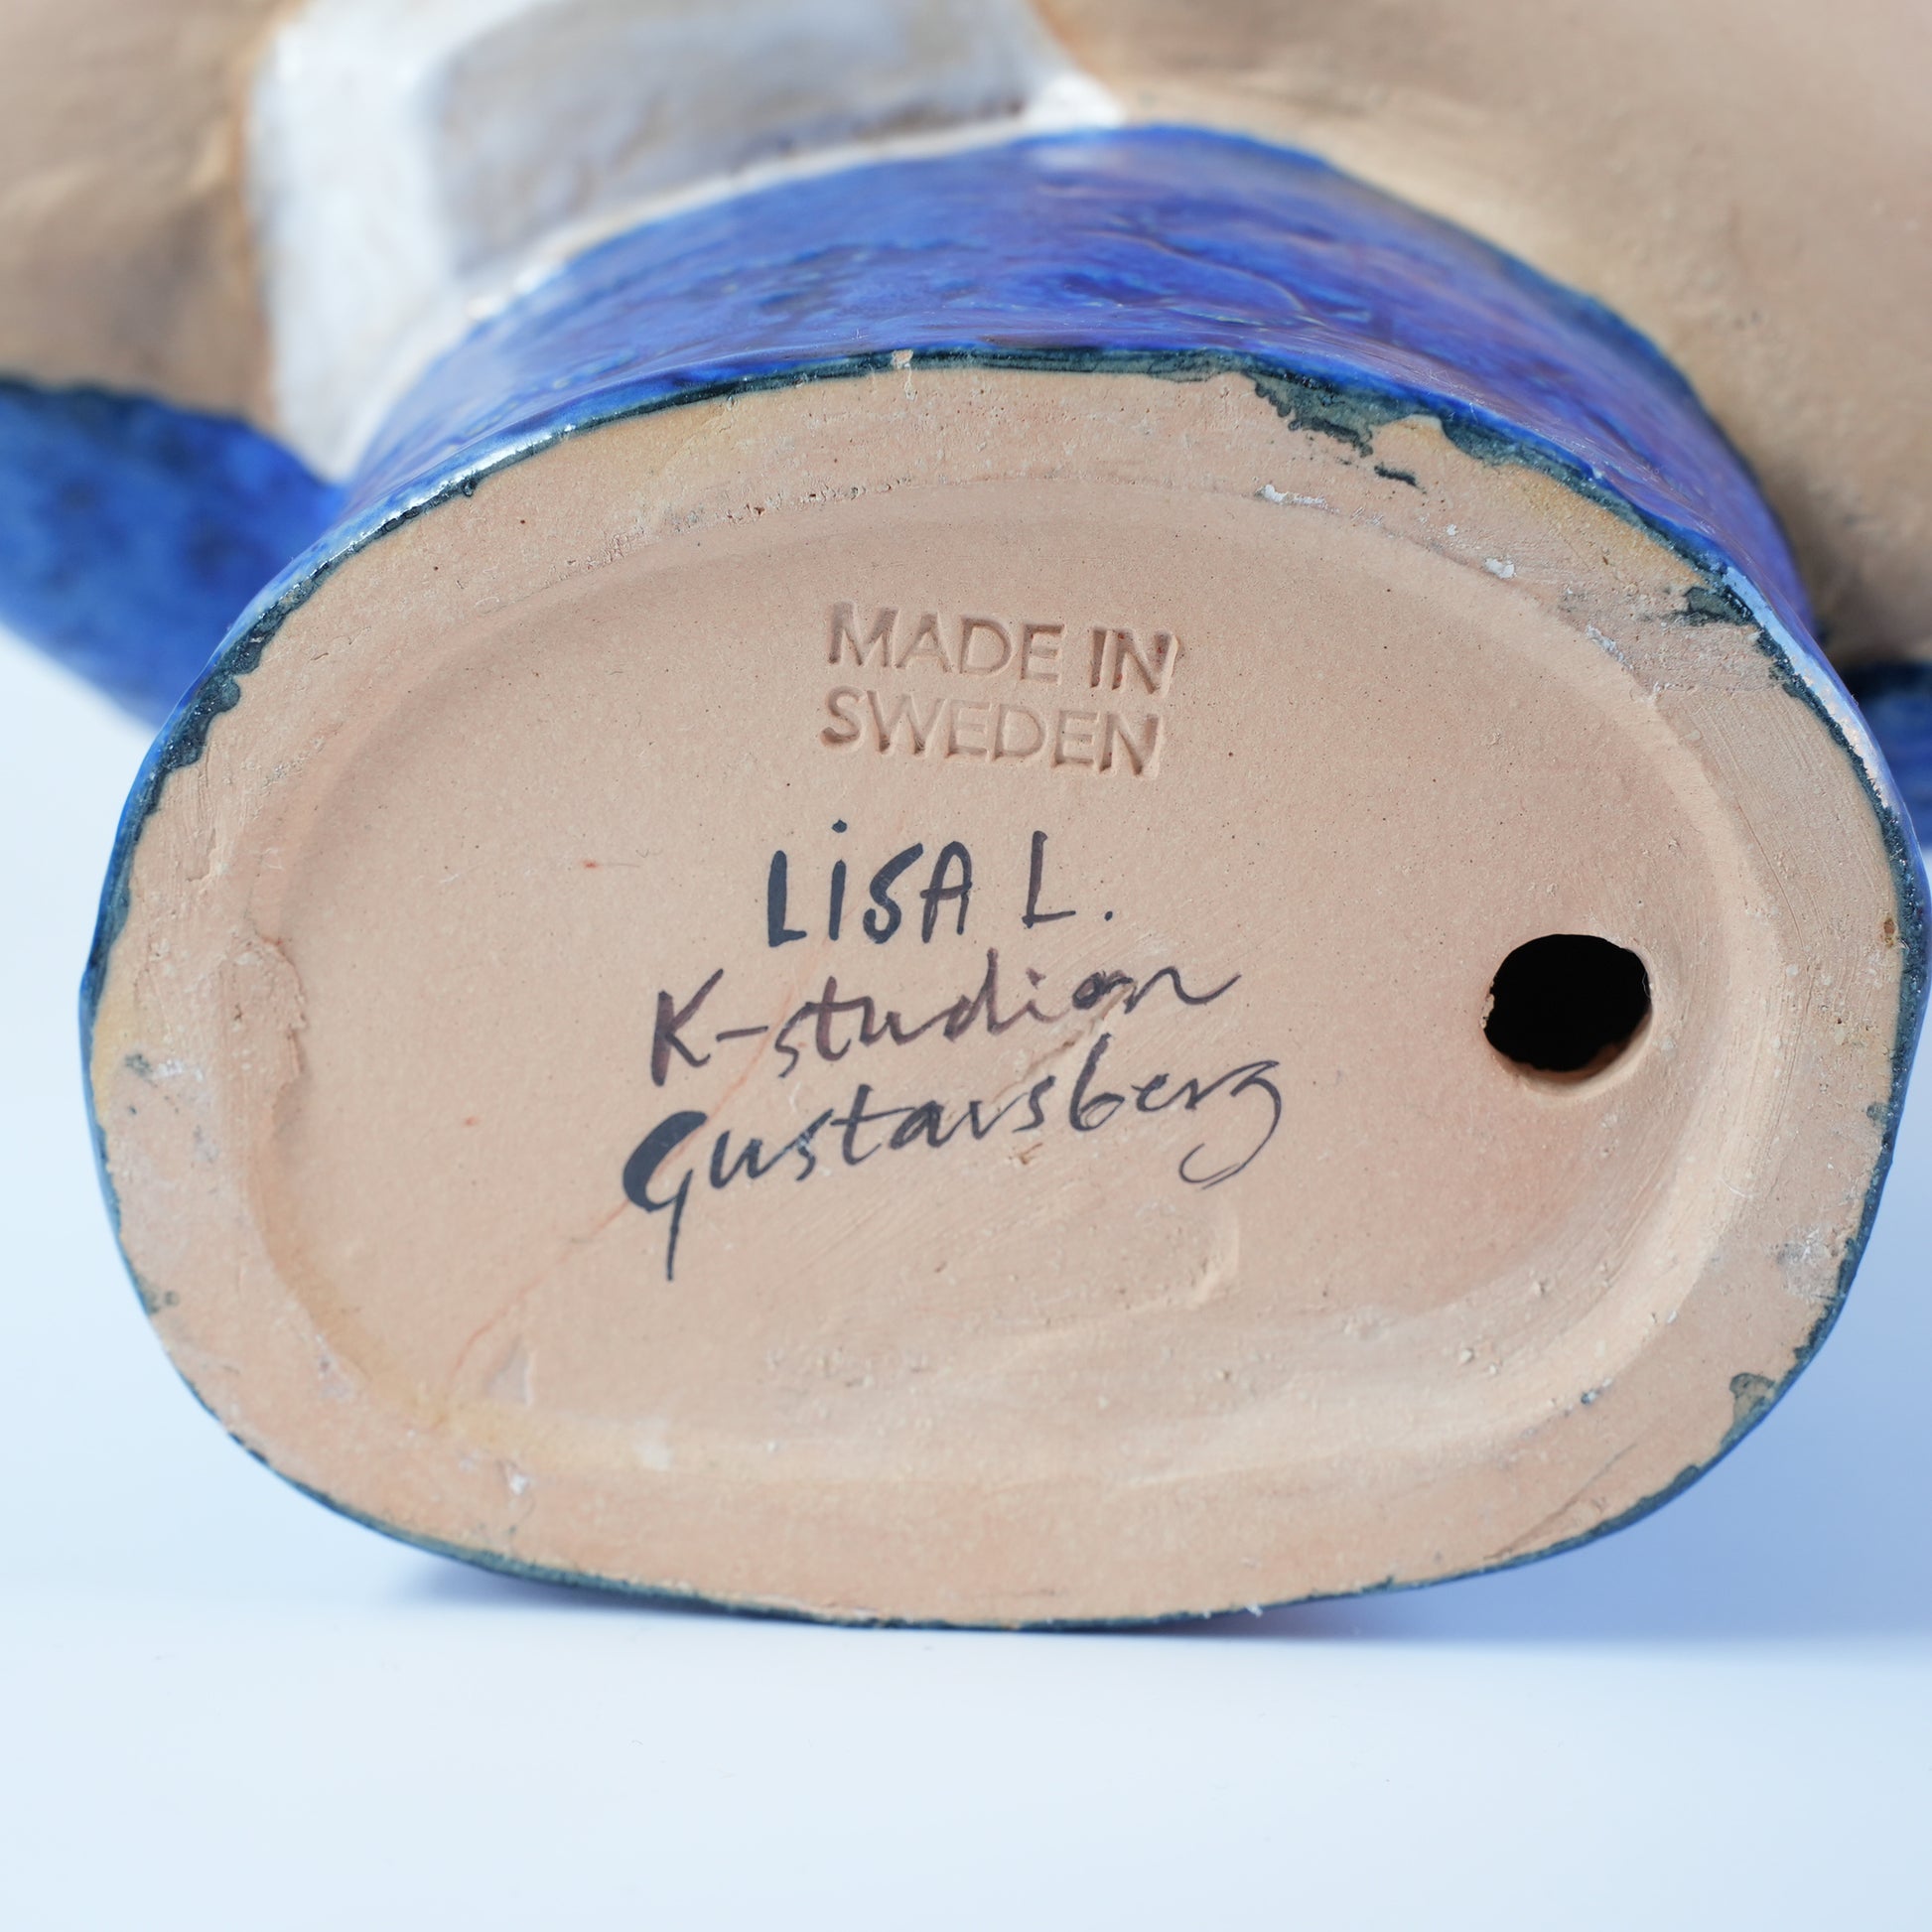 MADE IN
SWEDEN
LiSA L.
K-studion
Gustavsberg